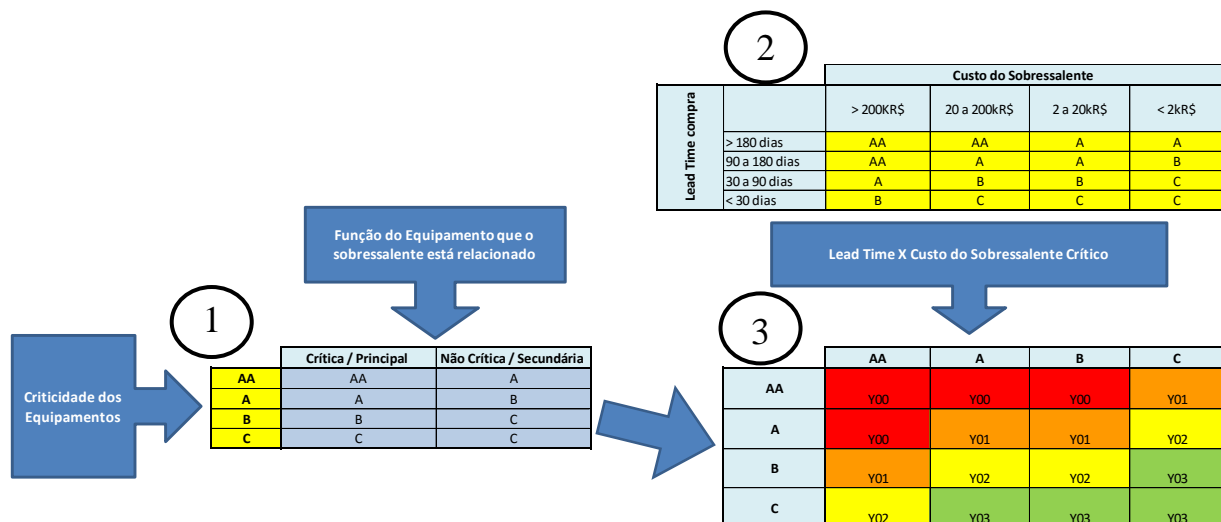 2
Custo do Sobressalente
Lead Time compra
> 200KR$ 20 a 200kR$ 2 a 20kR$ < 2kR$
> 180 dias AA AA A A
90 a 180 dias AA A A B
30 a 90 dias A B B C
< 30 dias B C C C
Função do Equipamento que o
sobressalente está relacionado
Lead Time X Custo do Sobressalente Crítico
1
3
Criticidade dos
Equipamentos
Crítica / Principal Não Crítica / Secundária
AA AA A
A A B
B B C
C C C
AA A B C
AA Y00 Y00 Y00 Y01
A Y00 Y01 Y01 Y02
B Y01 Y02 Y02 Y03
C Y02 Y03 Y03 Y03